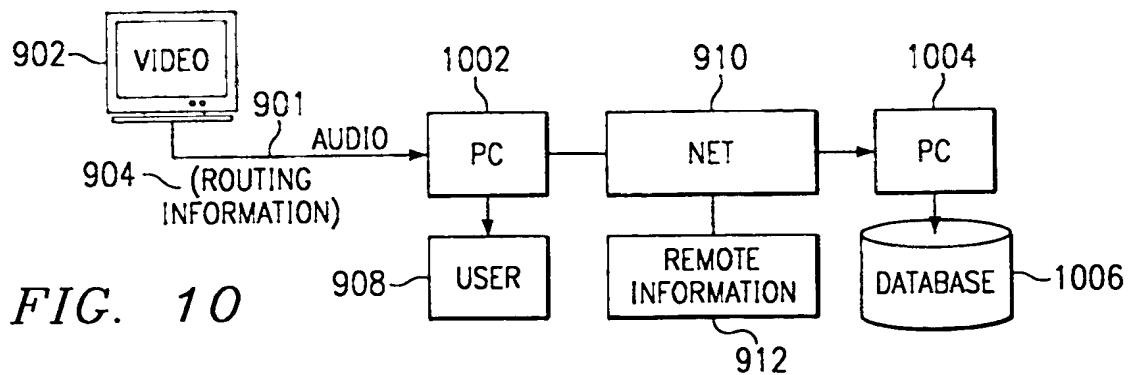 902
VIDEO
901
AUDIO
904
(ROUTING
INFORMATION)
1002
PC
910
NET
1004
PC
908
USER
REMOTE
INFORMATION
912
DATABASE
1006
FIG. 10